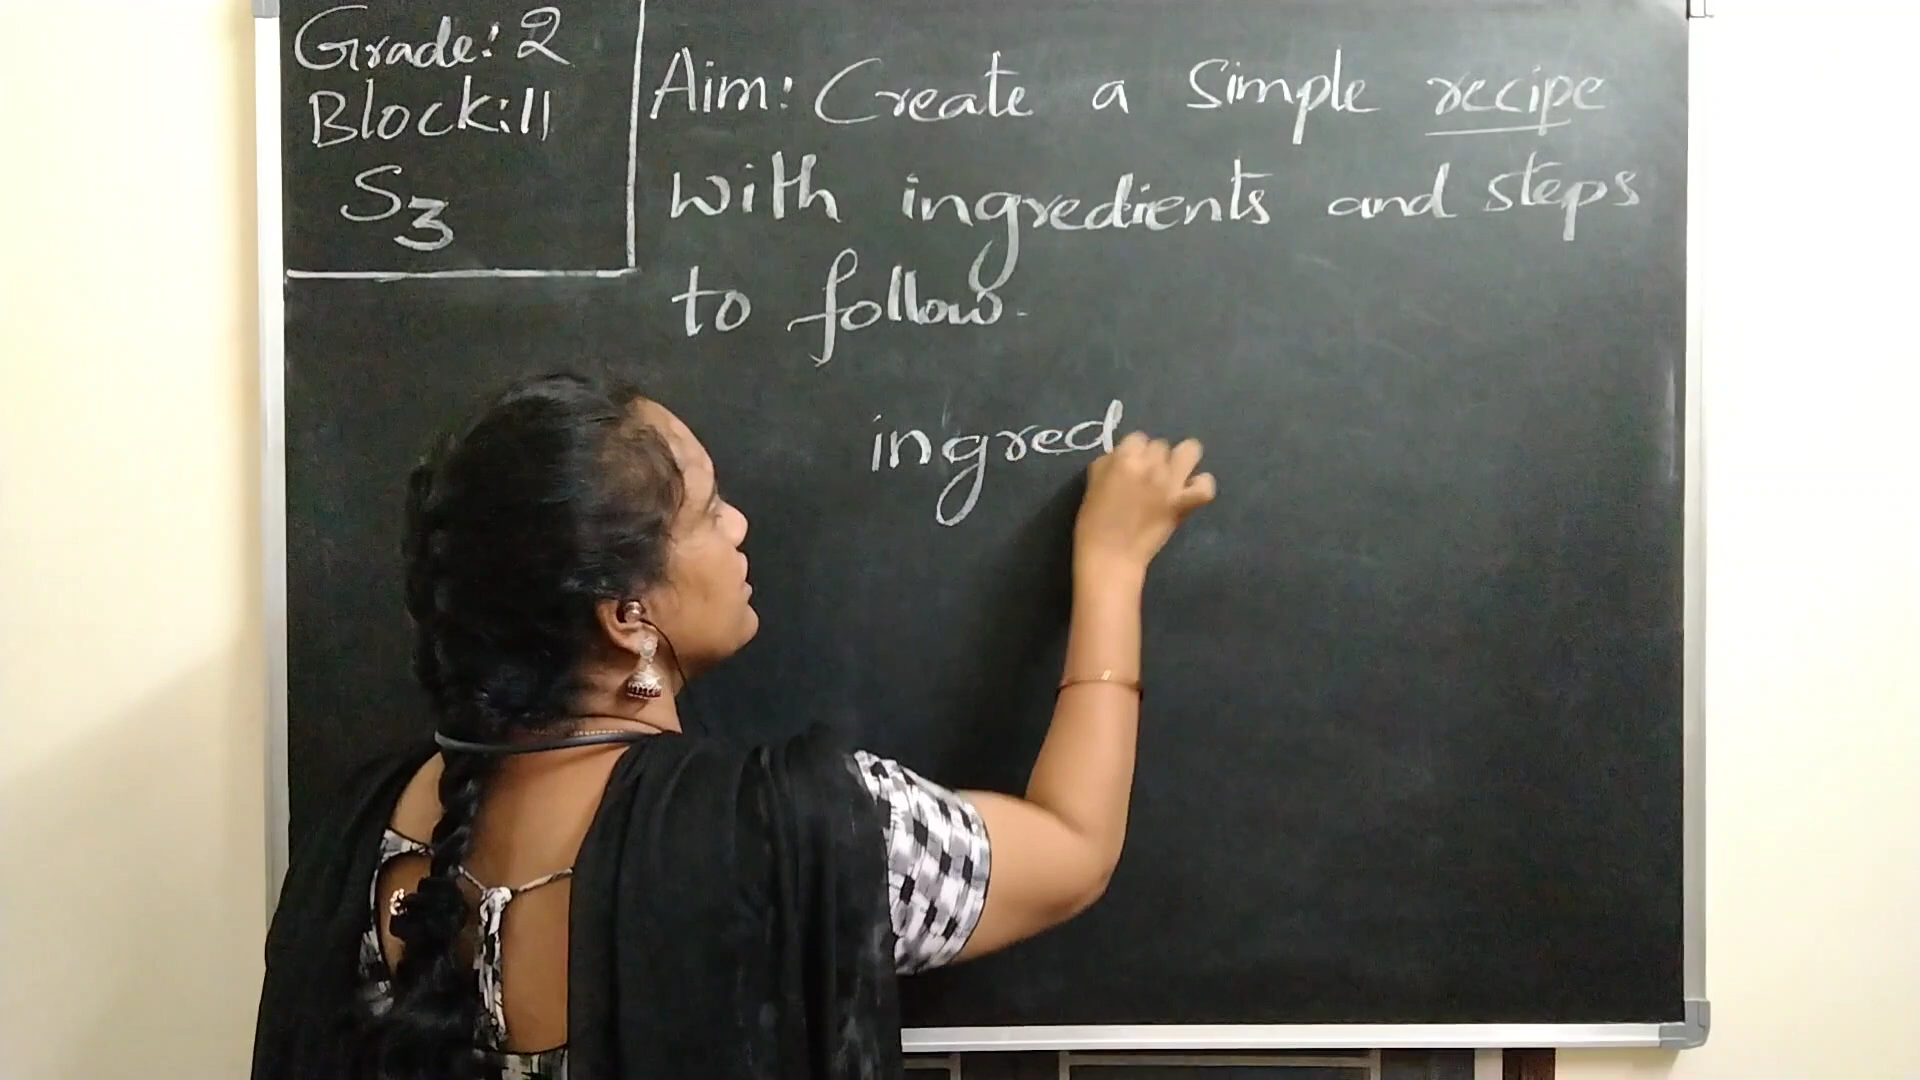 Grade: 2
Block: 11
S3
Aim: Create a Simple recipe
with ingredients and steps
to follow.
ingred